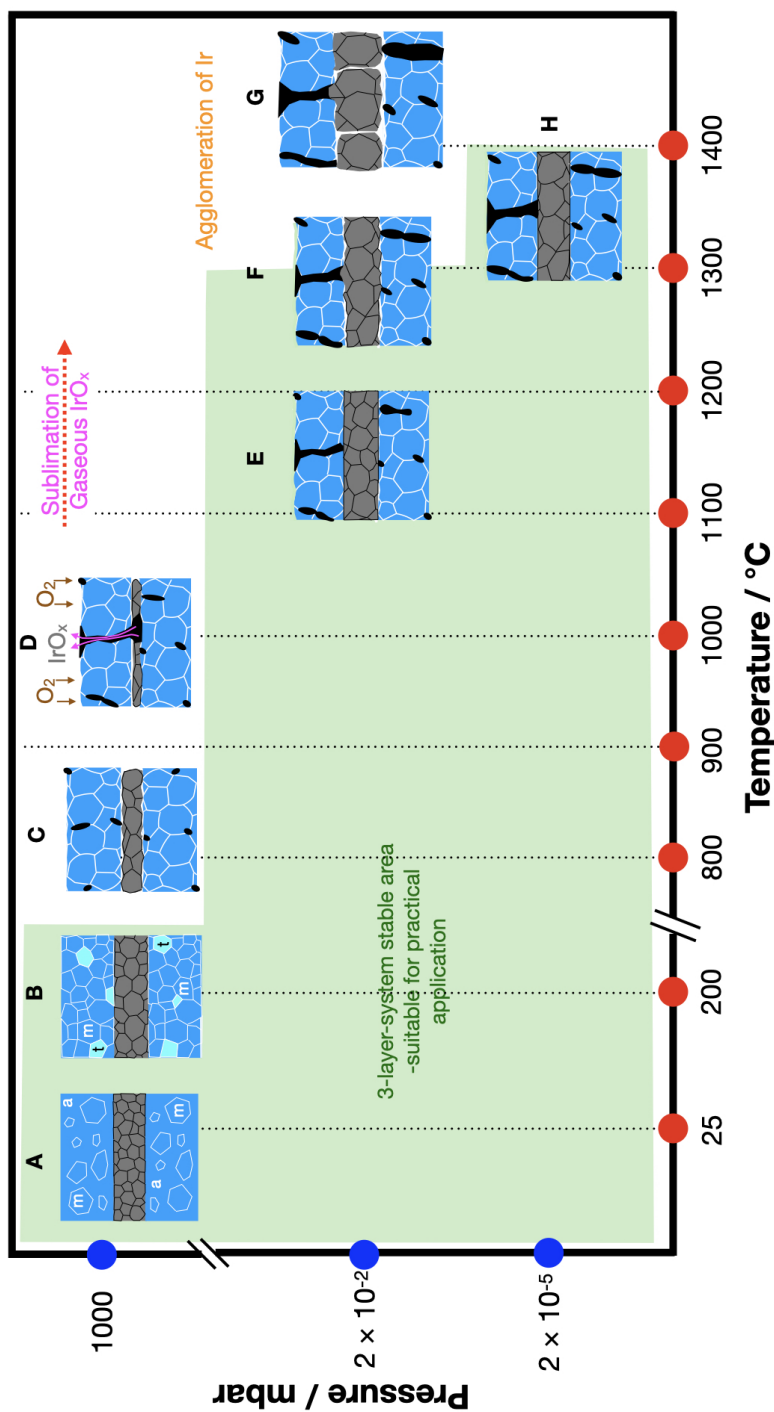 Pressure / mbar
1000
2 × 10⁻²
2 × 10⁻⁵
A
a
m
a
m
B
m
t
t
m
C
D
O₂
IrOₓ
O₂
Sublimation of
Gaseous IrOₓ
Agglomeration of Ir
E
F
G
H
3-layer-system stable area
-suitable for practical
application
25
200
800
900
1000
1100
1200
1300
1400
Temperature / °C